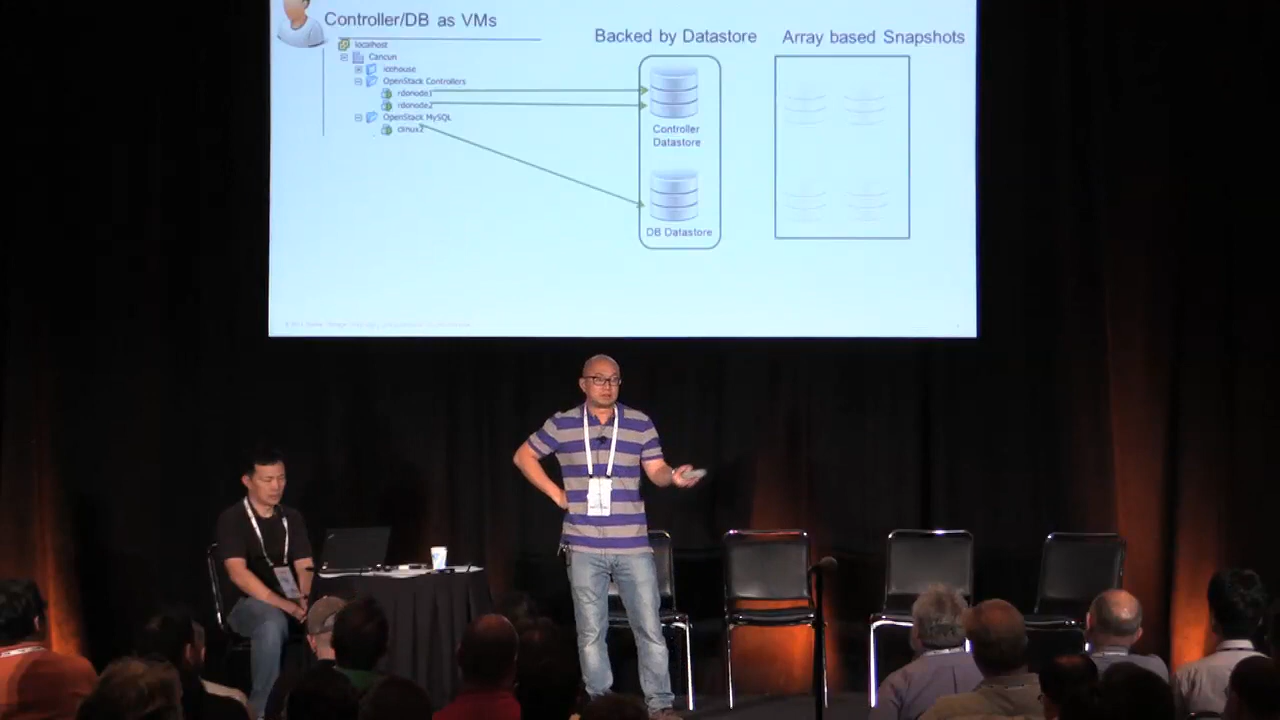 Controller/DB as VMs
Backed by Datastore
Array based Snapshots
localhost
Cancun
icehouse
OpenStack Controllers
rdonode1
rdonode2
OpenStack MySQL
clinux2
Controller
Datastore
DB Datastore